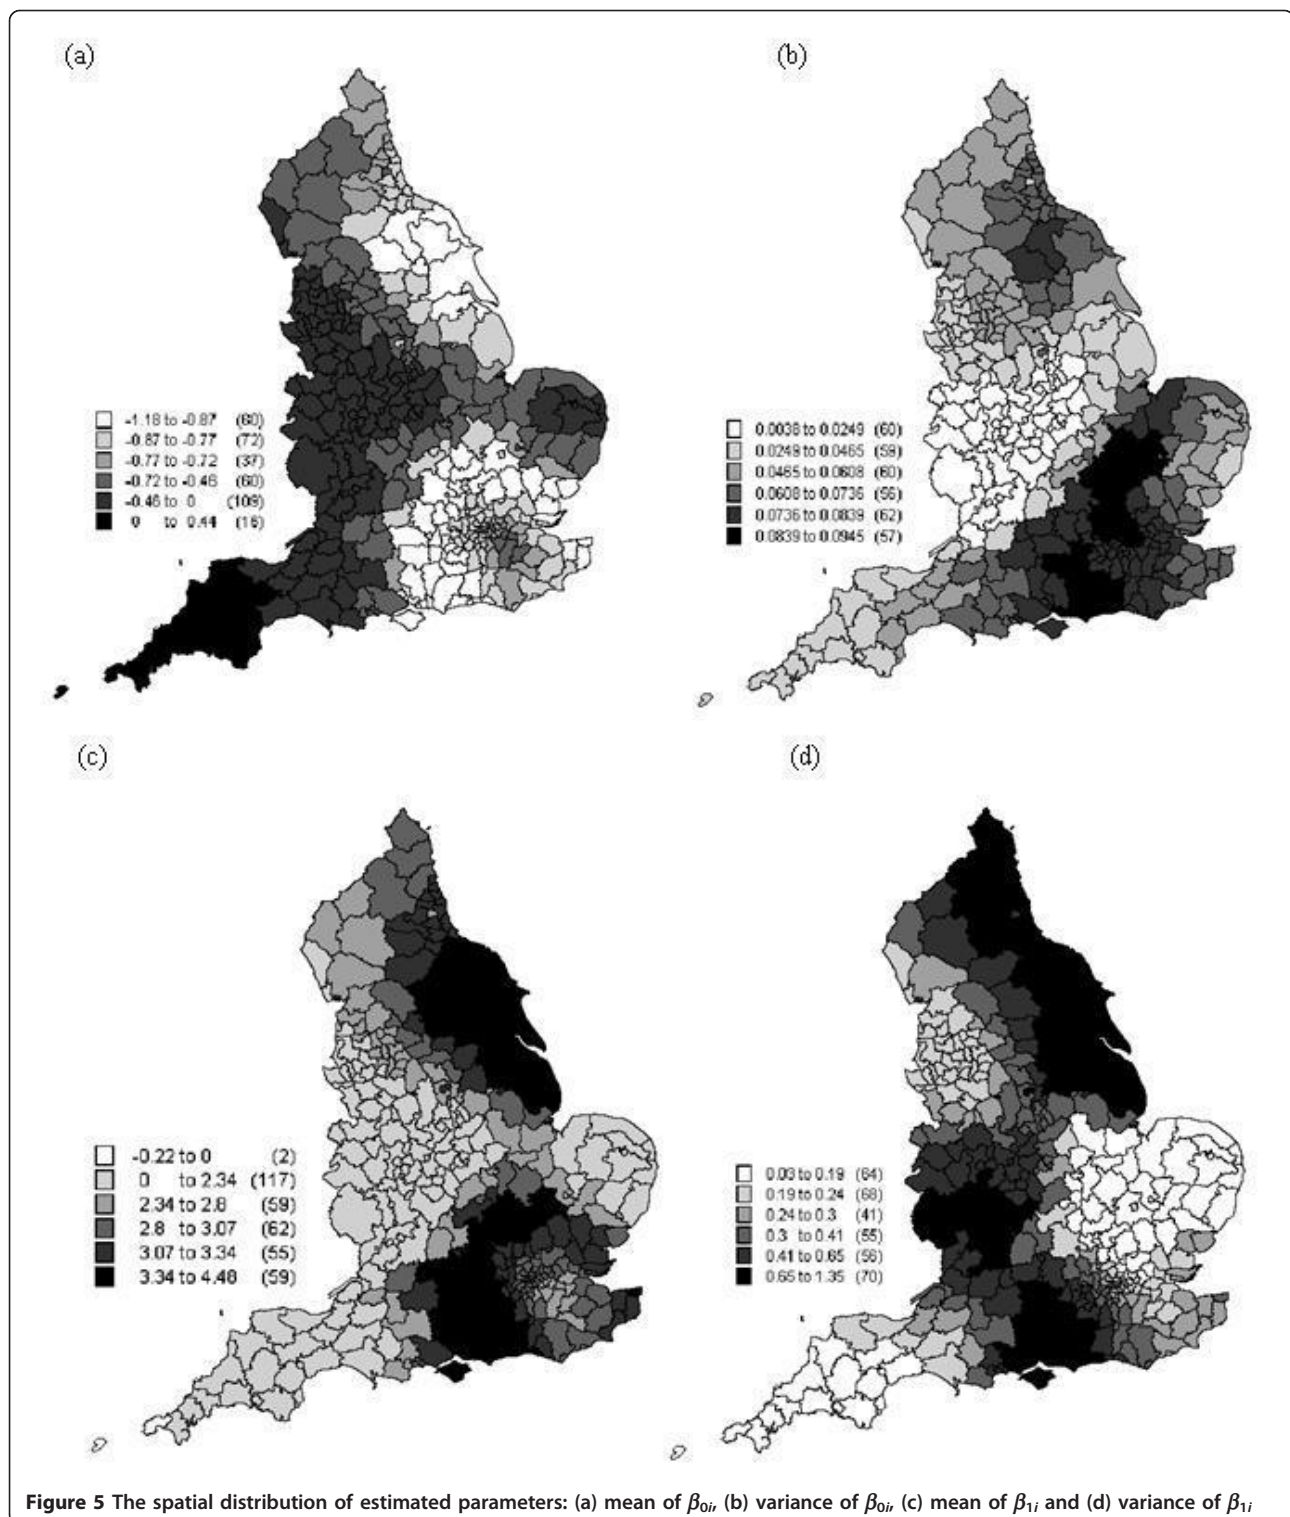 (a)
-1.18 to -0.87 (60)
-0.87 to -0.77 (72)
-0.77 to -0.72 (37)
-0.72 to -0.46 (60)
-0.46 to 0 (109)
0 to 0.44 (16)
(b)
0.0038 to 0.0249 (60)
0.0249 to 0.0465 (59)
0.0465 to 0.0608 (60)
0.0608 to 0.0736 (56)
0.0736 to 0.0839 (62)
0.0839 to 0.0945 (57)
(c)
-0.22 to 0 (2)
0 to 2.34 (117)
2.34 to 2.8 (59)
2.8 to 3.07 (62)
3.07 to 3.34 (55)
3.34 to 4.48 (59)
(d)
0.03 to 0.19 (64)
0.19 to 0.24 (68)
0.24 to 0.3 (41)
0.3 to 0.41 (55)
0.41 to 0.65 (56)
0.65 to 1.35 (70)
Figure 5 The spatial distribution of estimated parameters: (a) mean of β0i, (b) variance of β0i, (c) mean of β1i and (d) variance of β1i